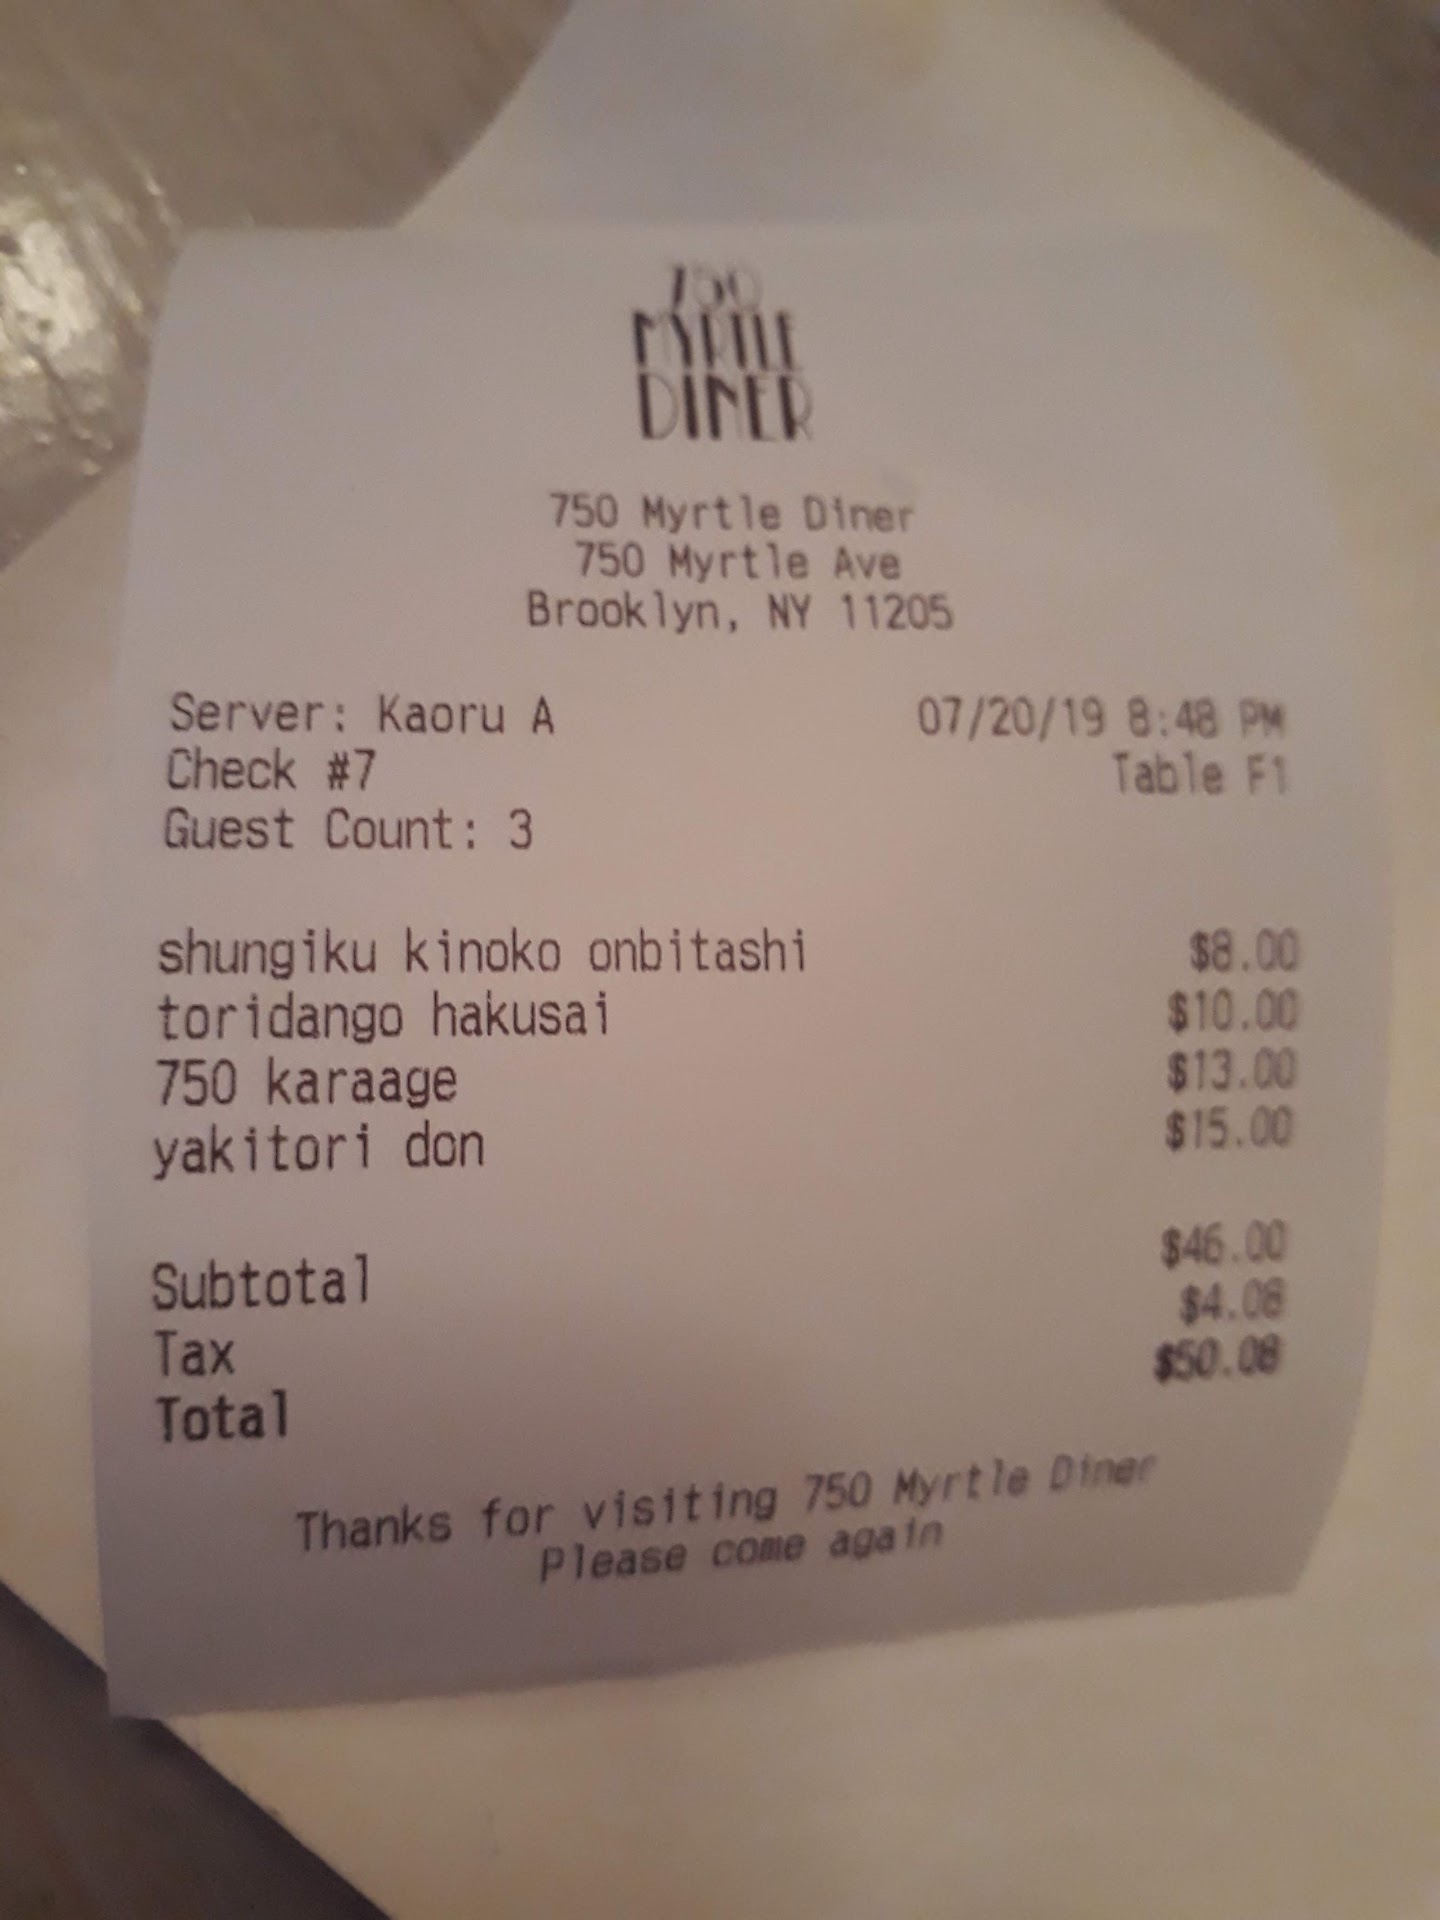 750
MYRTLE
DINER
750 Myrtle Diner
750 Myrtle Ave
Brooklyn, NY 11205
Server: Kaoru A 07/20/19 8:48 PM
Check #7 Table F1
Guest Count: 3
shungiku kinoko onbitashi $8.00
toridango hakusai $10.00
750 karaage $13.00
yakitori don $15.00
Subtotal $46.00
Tax $4.08
Total $50.08
Thanks for visiting 750 Myrtle Diner
Please come again